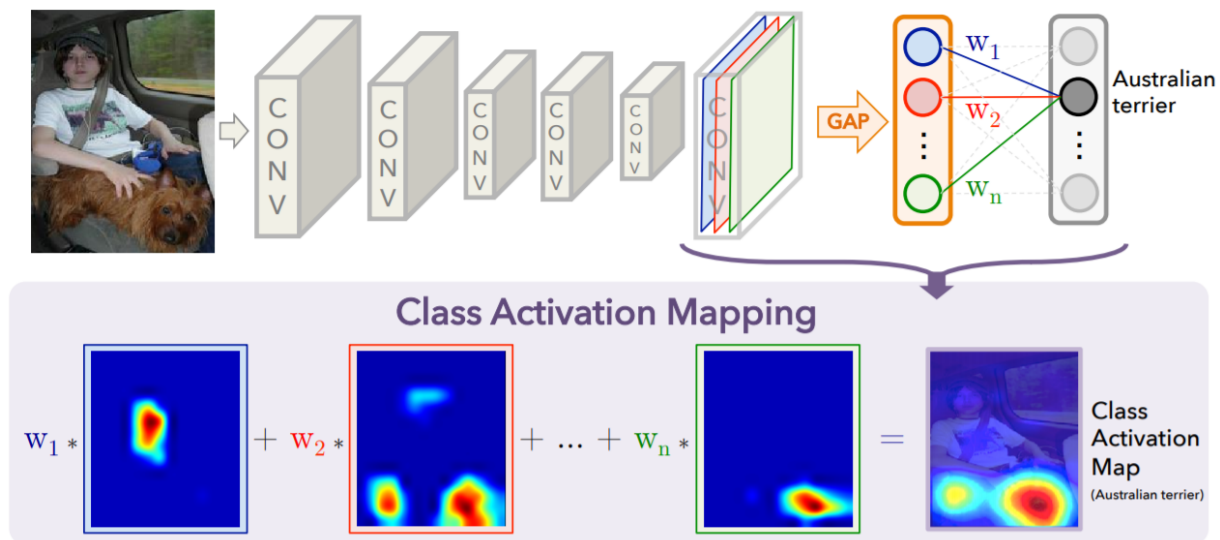 CONV
CONV
CONV
CONV
CONV
CONV
GAP
w1
w2
⋮
wn
⋮
Australian
terrier
Class Activation Mapping
w1 * + w2 * + ... + wn * =
Class
Activation
Map
(Australian terrier)